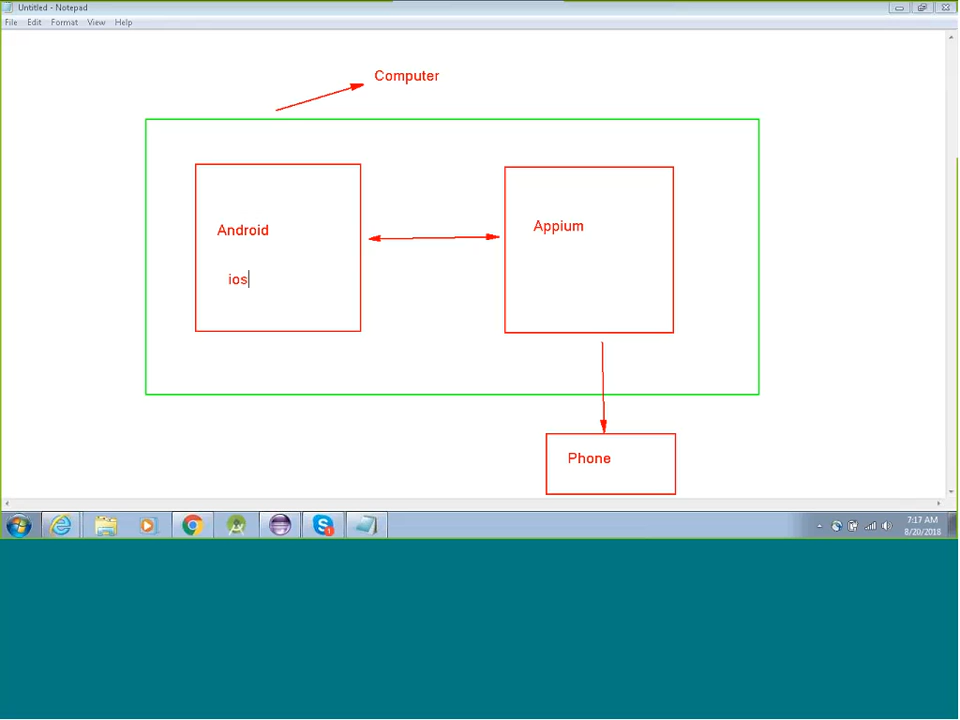 Untitled - Notepad
File Edit Format View Help
Computer
Android
Appium
ios
Phone
7:17 AM
8/20/2018